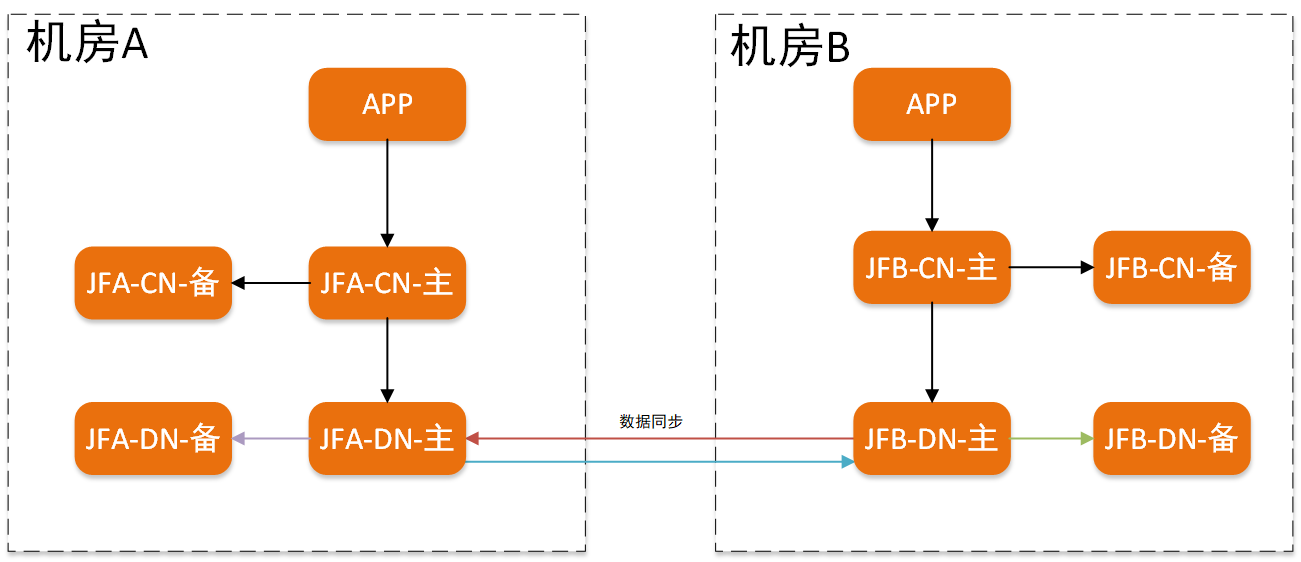 机房A
机房B
APP
APP
JFA-CN-备
JFA-CN-主
JFB-CN-主
JFB-CN-备
数据同步
JFA-DN-备
JFA-DN-主
JFB-DN-主
JFB-DN-备